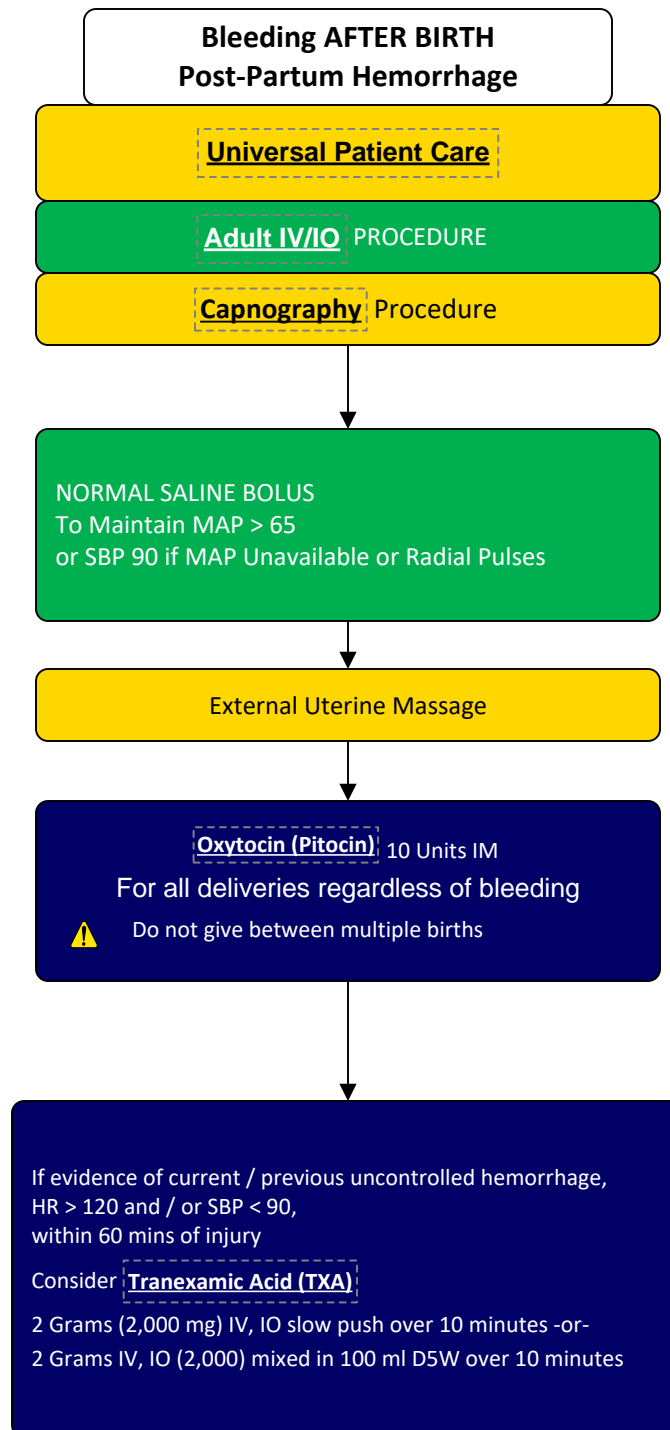 Bleeding AFTER BIRTH
Post-Partum Hemorrhage
Universal Patient Care
Adult IV/IO PROCEDURE
Capnography Procedure
NORMAL SALINE BOLUS
To Maintain MAP > 65
or SBP 90 if MAP Unavailable or Radial Pulses
External Uterine Massage
Oxytocin (Pitocin) 10 Units IM
For all deliveries regardless of bleeding
Do not give between multiple births
If evidence of current / previous uncontrolled hemorrhage,
HR > 120 and / or SBP < 90,
within 60 mins of injury
Consider Tranexamic Acid (TXA)
2 Grams (2,000 mg) IV, IO slow push over 10 minutes -or-
2 Grams IV, IO (2,000) mixed in 100 ml D5W over 10 minutes